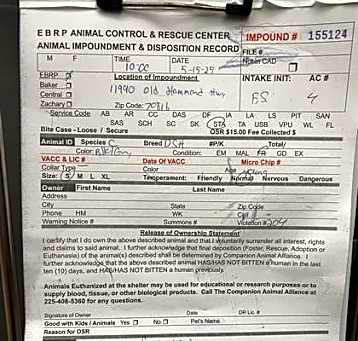 E B R P ANIMAL CONTROL & RESCUE CENTER IMPOUND # 155124
ANIMAL IMPOUNDMENT & DISPOSITION RECORD FILE #
M F TIME DATE CAD
10:00 5-15-25
EBRP Location of Impoundment INTAKE INIT: AC #
Baker 11990 Old Hammond Hwy ES 4
Central
Zachary Zip Code: 70816
Service Code AB AR CC DAS DF IA LA LS PIT SAN
SAS SCH SC SK STA TA USB VPU WL FL
Bite Case - Loose / Secure OSR $15.00 Fee Collected $
Animal ID Species C Breed DSH #P/K Total/
Color: Condition: EM MAL FA GD EX
VACC & LIC # Date Of VACC Micro Chip #
Collar Type Color Age Young
Size: (S) M L XL Temperament: Friendly Normal Nervous Dangerous
Owner First Name Last Name
Address
City State Zip Code
Phone HM WK Cell
Warning Notice # Summons # Violation #
Release of Ownership Statement
I certify that I do own the above described animal and that I voluntarily surrender all interest, rights
and claims to said animal. I further acknowledge that final deposition (Foster, Rescue, Adoption or
Euthanasia) of the animal(s) described shall be determined by Companion Animal Alliance. I
further acknowledge that the above described animal HAS/HAS NOT BITTEN a human in the last
ten (10) days, and HAS/HAS NOT BITTEN a human previously.
Animals Euthanized at the shelter may be used for educational or research purposes or to
supply blood, tissue, or other biological products. Call The Companion Animal Alliance at
225-408-5360 for any questions.
Signature of Owner Date DR Lic. #
Good with Kids / Animals Yes No Pet's Name:
Reason for OSR